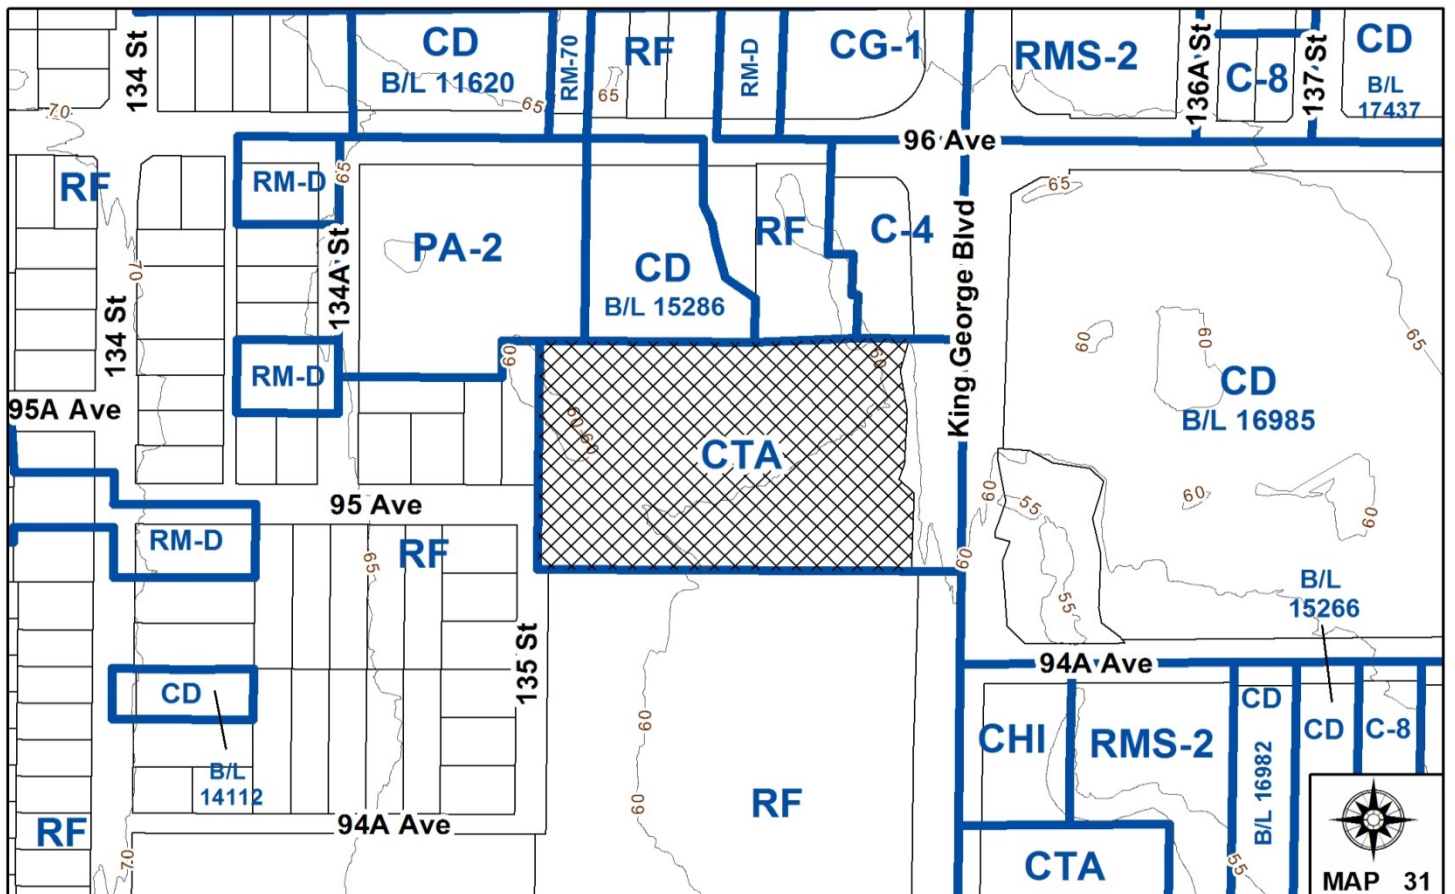 134 St
CD
B/L 11620
RM-70
RF
RM-D
CG-1
RMS-2
136A St
C-8
137 St
CD
B/L
17437
70
65
65
96 Ave
RF
RM-D
65
134A St
PA-2
CD
B/L 15286
RF
C-4
King George Blvd
65
70
134 St
RM-D
60
60
60
60
65
CD
B/L 16985
95A Ave
60
60
CTA
95 Ave
60
55
60
60
RM-D
RF
65
60
55
B/L
15266
135 St
94A Ave
CD
B/L
14112
60
CHI
RMS-2
CD
B/L 16982
CD
C-8
RF
94A Ave
60
RF
70
CTA
55
MAP 31